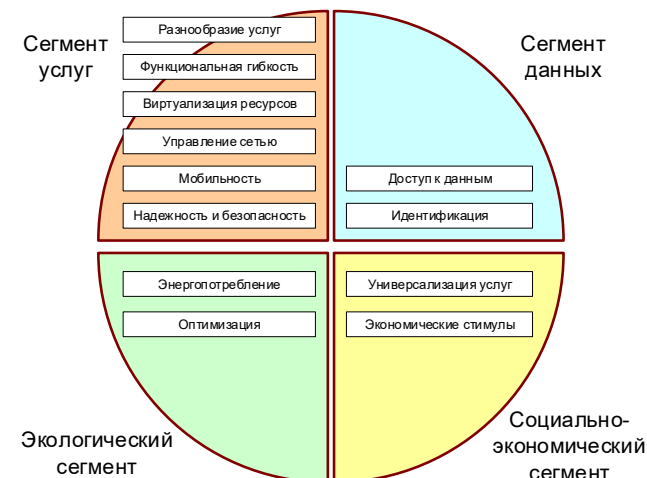 Сегмент
услуг
Разнообразие услуг
Функциональная гибкость
Виртуализация ресурсов
Управление сетью
Мобильность
Надежность и безопасность
Сегмент
данных
Доступ к данным
Идентификация
Энергопотребление
Оптимизация
Экологический
сегмент
Универсализация услуг
Экономические стимулы
Социально-
экономический
сегмент